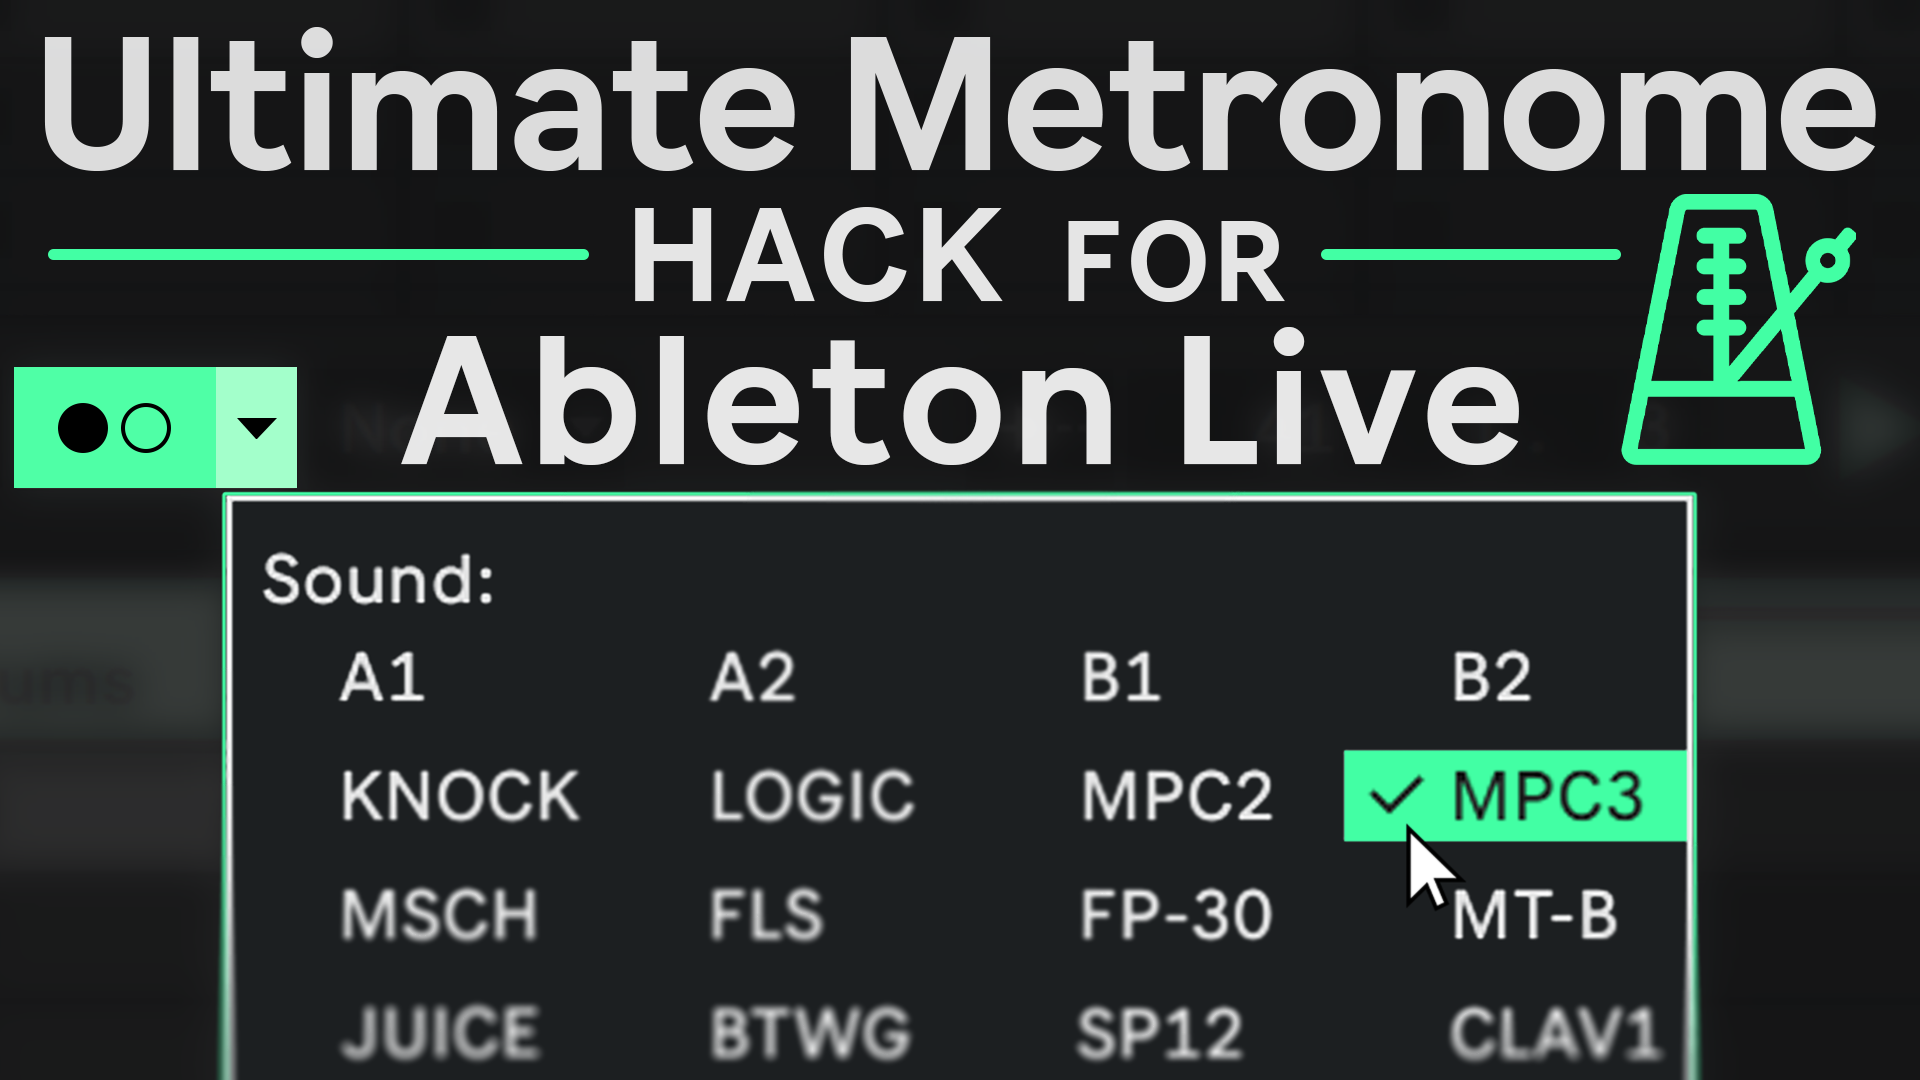 Ultimate Metronome
HACK FOR
Ableton Live
Sound:
A1 A2 B1 B2
KNOCK LOGIC MPC2 MPC3
MSCH FLS FP-30 MT-B
JUICE BTWG SP12 CLAV1
ums